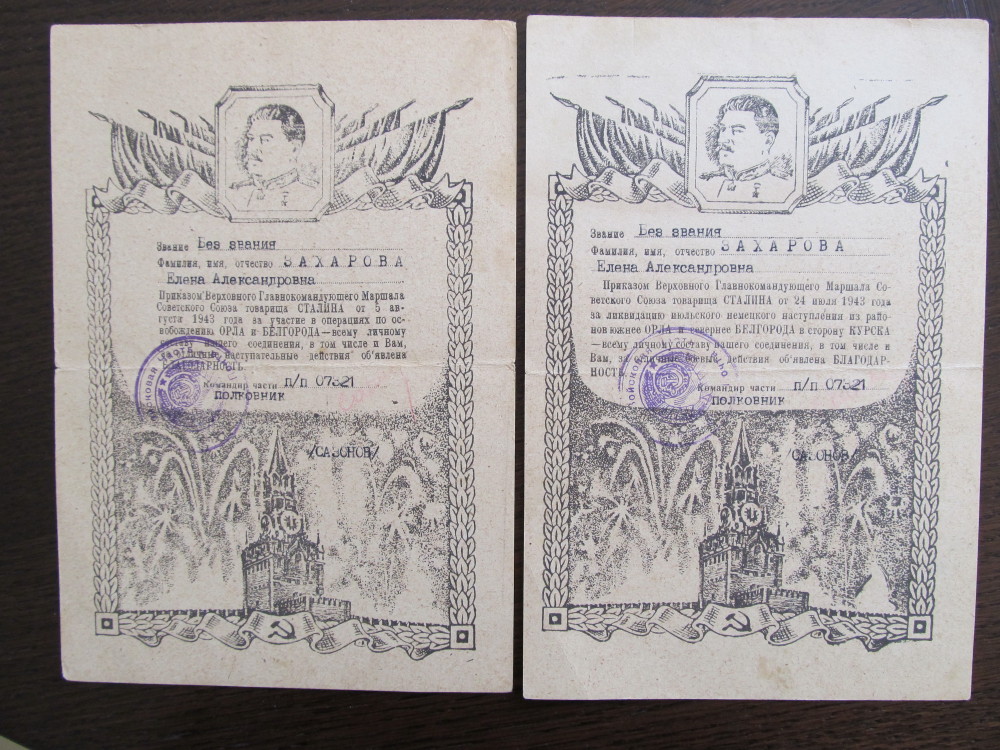 Звание Без звания
Фамилия, имя, отчество ЗАХАРОВА
Елена Александровна
Приказом Верховного Главнокомандующего Маршала
Советского Союза товарища СТАЛИНА от 5 ав-
густа 1943 года за участие в операциях по ос-
вобождению ОРЛА и БЕЛГОРОДА—всему личному
составу нашего соединения, в том числе и Вам,
отличные наступательные действия об'явлена
БЛАГОДАРНОСТЬ.
Командир части п/п 07321
полковник
/САЗОНОВ/
Звание Без звания
Фамилия, имя, отчество ЗАХАРОВА
Елена Александровна
Приказом Верховного Главнокомандующего Маршала Со-
ветского Союза товарища СТАЛИНА от 24 июля 1943 года
за ликвидацию июльского немецкого наступления из райо-
нов южнее ОРЛА и севернее БЕЛГОРОДА в сторону КУРСКА
—всему личному составу нашего соединения, в том числе и
Вам, за отличные боевые действия об'явлена БЛАГОДАР-
НОСТЬ
Командир части п/п 07321
полковник
/САЗОНОВ/